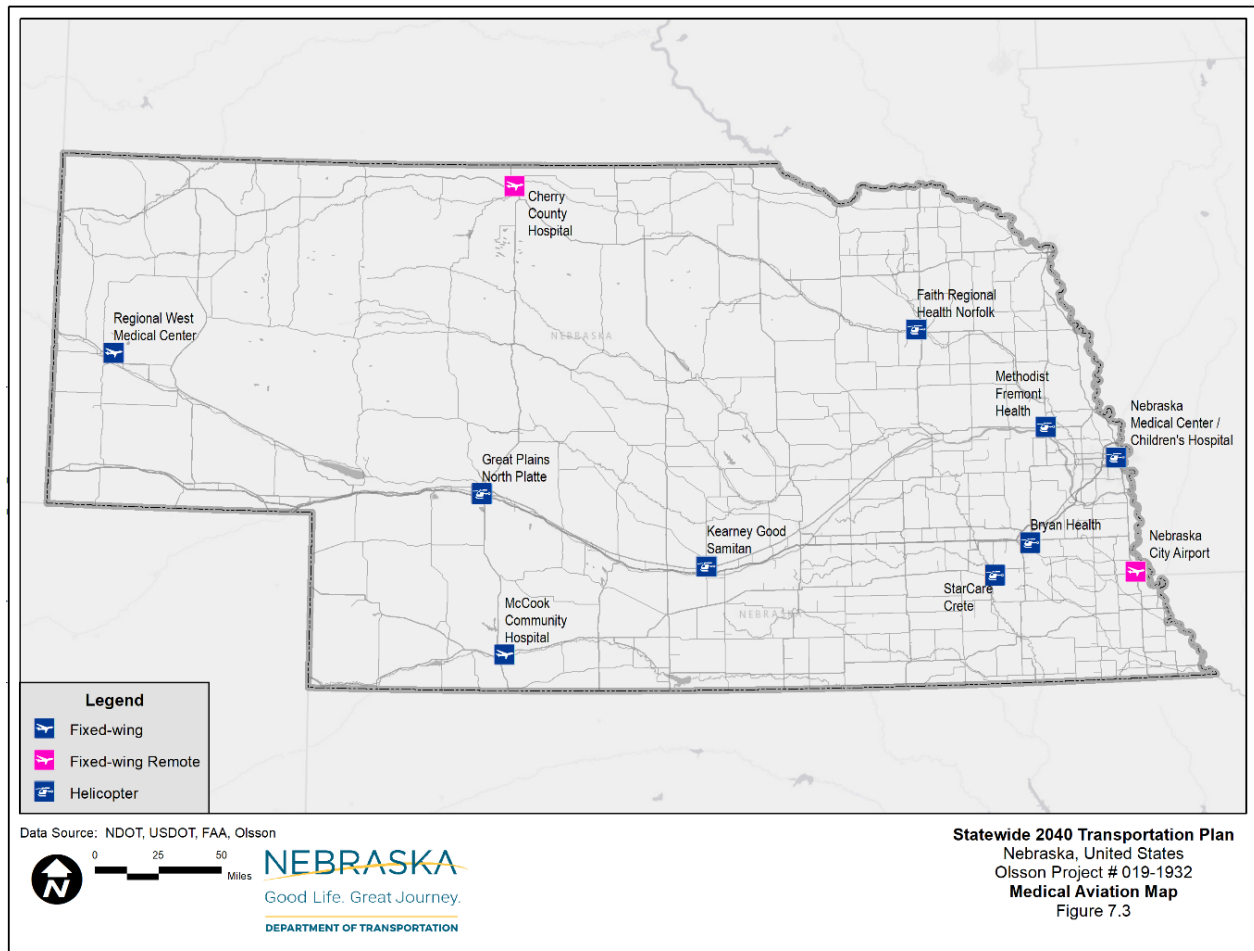 Cherry
County
Hospital
Regional West
Medical Center
Faith Regional
Health Norfolk
NEBRASKA
Methodist
Fremont
Health
Nebraska
Medical Center /
Children's Hospital
Great Plains
North Platte
Kearney Good
Samitan
Bryan Health
Nebraska
City Airport
StarCare
Crete
McCook
Community
Hospital
NEBRASKA
Legend
Fixed-wing
Fixed-wing Remote
Helicopter
Data Source: NDOT, USDOT, FAA, Olsson
N
0 25 50
Miles
NEBRASKA
Good Life. Great Journey.
DEPARTMENT OF TRANSPORTATION
Statewide 2040 Transportation Plan
Nebraska, United States
Olsson Project # 019-1932
Medical Aviation Map
Figure 7.3